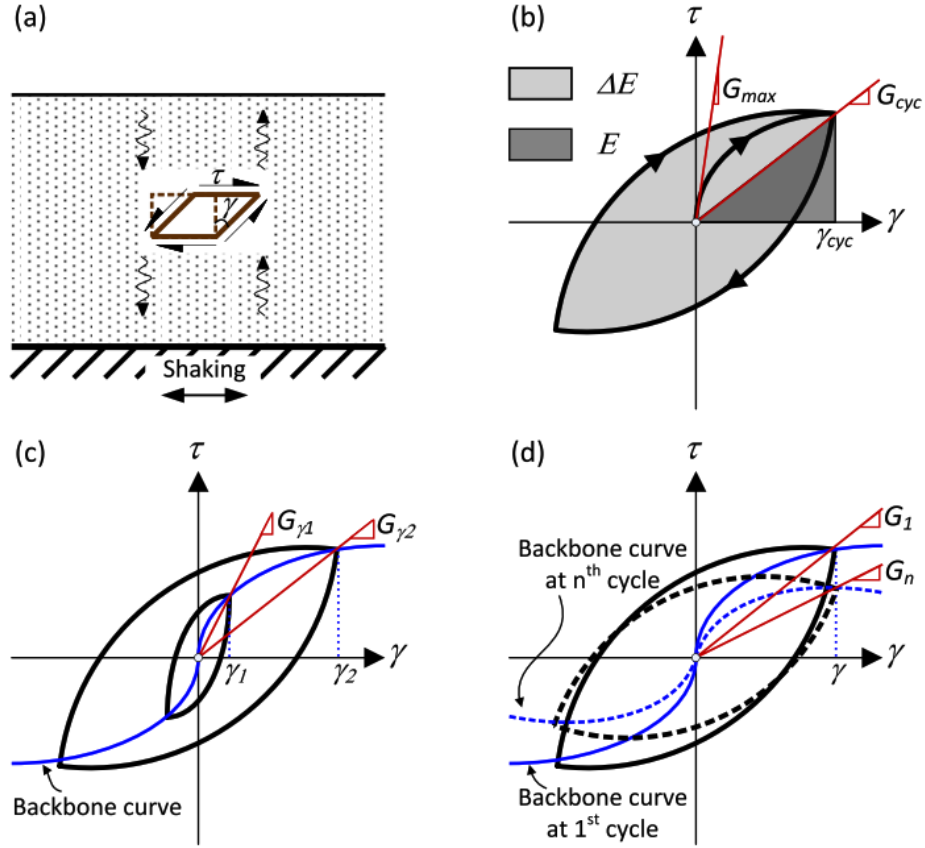 (a)
τ
γ
Shaking
(b)
τ
ΔE
E
G_max
G_cyc
γ_cyc
γ
(c)
τ
G_γ1
G_γ2
γ_1
γ_2
γ
Backbone curve
(d)
τ
G_1
G_n
Backbone curve
at n^th cycle
γ
γ
Backbone curve
at 1^st cycle